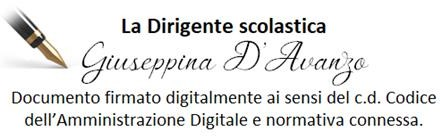 La Dirigente scolastica
Giuseppina D'Avanzo
Documento firmato digitalmente ai sensi del c.d. Codice
dell’Amministrazione Digitale e normativa connessa.